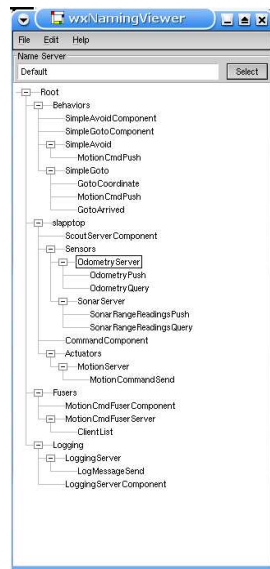 wxNamingViewer
File Edit Help
Name Server
Default Select
Root
Behaviors
SimpleAvoidComponent
SimpleGotoComponent
SimpleAvoid
MotionCmdPush
SimpleGoto
GotoCoordinate
MotionCmdPush
GotoArrived
slapptop
ScoutServerComponent
Sensors
OdometryServer
OdometryPush
OdometryQuery
SonarServer
SonarRangeReadingsPush
SonarRangeReadingsQuery
CommandComponent
Actuators
MotionServer
MotionCommandSend
Fusers
MotionCmdFuserComponent
MotionCmdFuserServer
ClientList
Logging
LoggingServer
LogMessageSend
LoggingServerComponent